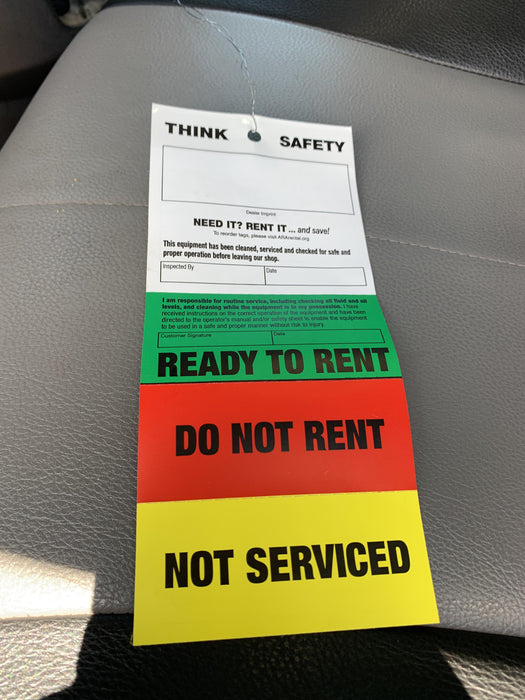 THINK SAFETY
Dealer Imprint
NEED IT? RENT IT ... and save!
To reorder tags, please visit ARArental.org
This equipment has been cleaned, serviced and checked for safe and
proper operation before leaving our shop.
Inspected By Date
I am responsible for routine service, including checking all fluid and oil
levels, and cleaning while the equipment is in my possession. I have
received instructions on the correct operation of the equipment and have been
directed to the operator's manual and/or safety sheet to enable the equipment
to be used in a safe and proper manner without risk to injury.
Customer Signature Date
READY TO RENT
DO NOT RENT
NOT SERVICED